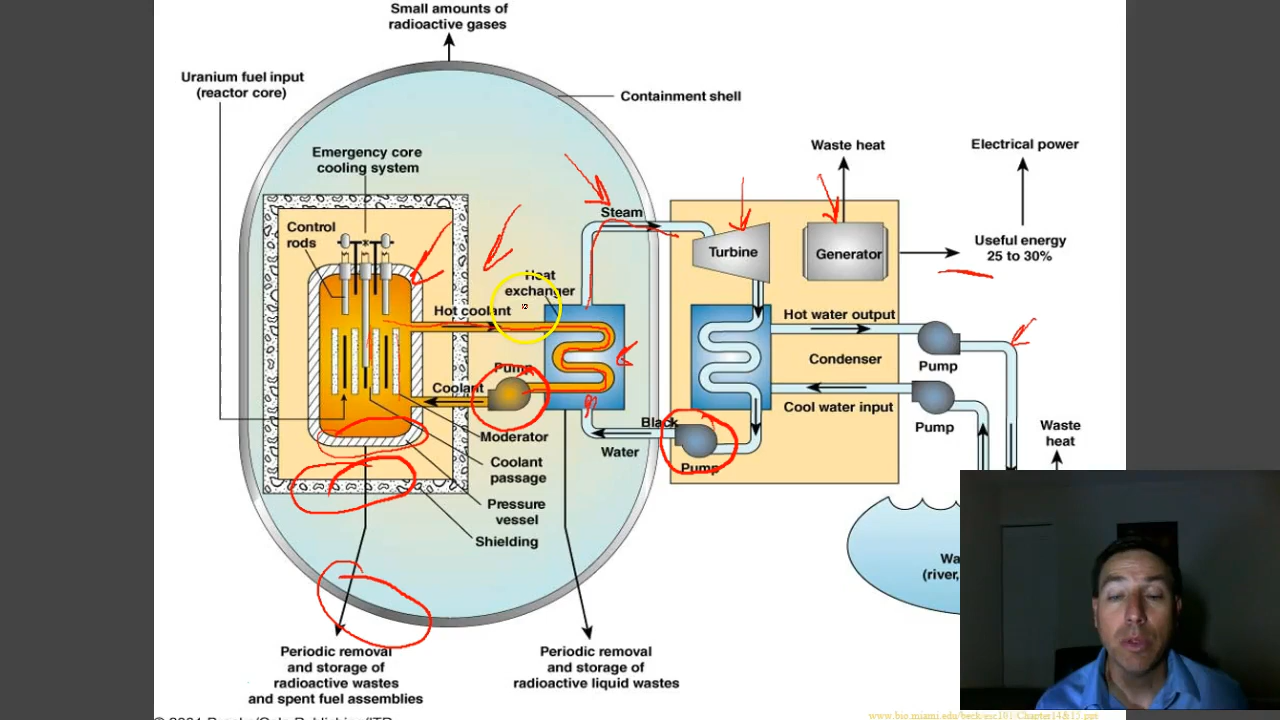 Small amounts of
radioactive gases
Uranium fuel input
(reactor core)
Containment shell
Emergency core
cooling system
Waste heat
Electrical power
Control
rods
Steam
Turbine
Generator
Useful energy
25 to 30%
Heat
exchanger
Hot coolant
Hot water output
Pump
Condenser
Pump
Coolant
Cool water input
Pump
Black
Moderator
Water
Pump
Waste
heat
Coolant
passage
Pressure
vessel
Shielding
(river,
Periodic removal
and storage of
radioactive wastes
and spent fuel assemblies
Periodic removal
and storage of
radioactive liquid wastes